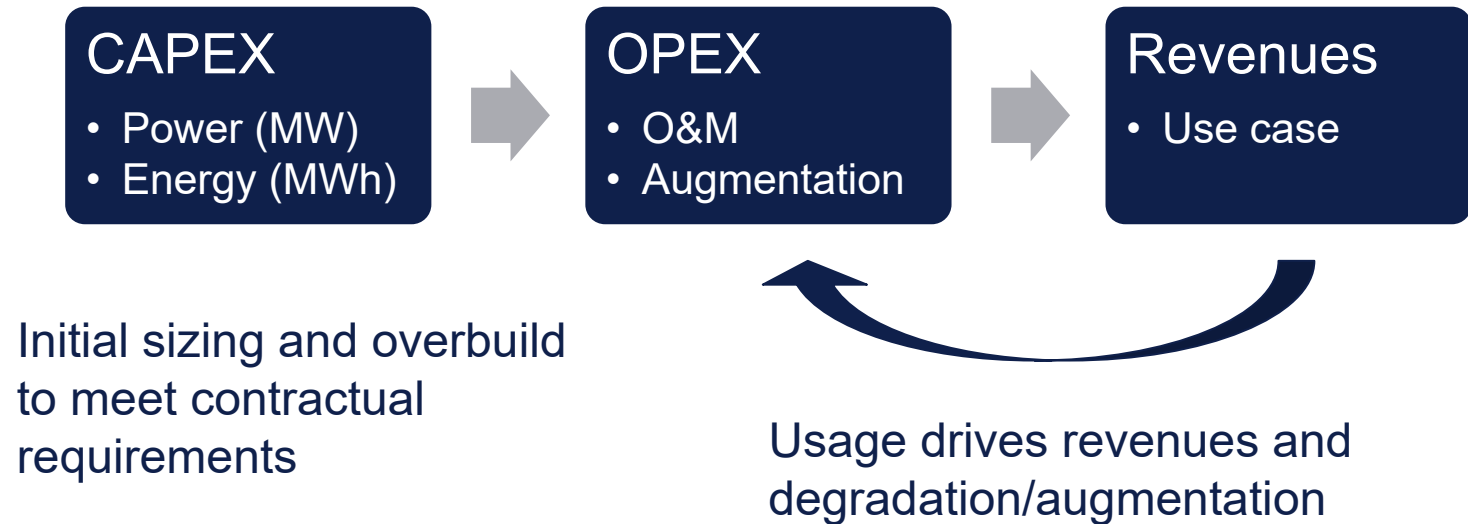 CAPEX
• Power (MW)
• Energy (MWh)
OPEX
• O&M
• Augmentation
Revenues
• Use case
Initial sizing and overbuild
to meet contractual
requirements
Usage drives revenues and
degradation/augmentation